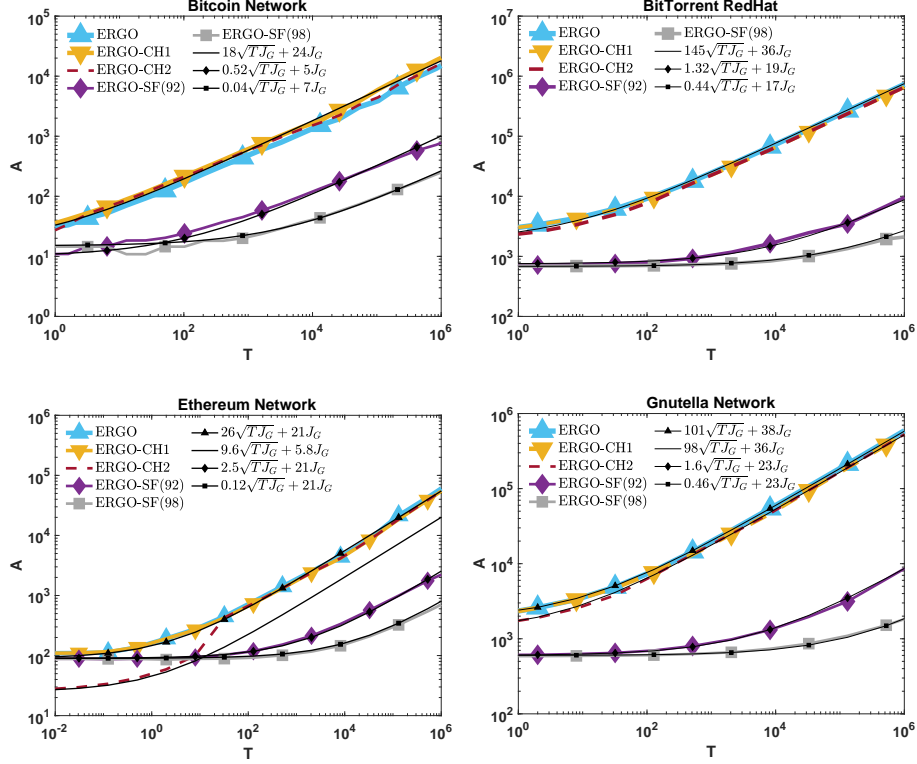 Bitcoin Network
ERGO
ERGO-CH1
ERGO-CH2
ERGO-SF(92)
ERGO-SF(98)
18√TJ_G + 24J_G
0.52√TJ_G + 5J_G
0.04√TJ_G + 7J_G
A
10^5
10^4
10^3
10^2
10^1
10^0
10^0 10^2 10^4 10^6
T
BitTorrent RedHat
ERGO
ERGO-CH1
ERGO-CH2
ERGO-SF(92)
ERGO-SF(98)
145√TJ_G + 36J_G
1.32√TJ_G + 19J_G
0.44√TJ_G + 17J_G
A
10^7
10^6
10^5
10^4
10^3
10^2
10^0 10^2 10^4 10^6
T
Ethereum Network
ERGO
ERGO-CH1
ERGO-CH2
ERGO-SF(92)
ERGO-SF(98)
26√TJ_G + 21J_G
9.6√TJ_G + 5.8J_G
2.5√TJ_G + 21J_G
0.12√TJ_G + 21J_G
A
10^6
10^5
10^4
10^3
10^2
10^1
10^-2 10^0 10^2 10^4 10^6
T
Gnutella Network
ERGO
ERGO-CH1
ERGO-CH2
ERGO-SF(92)
ERGO-SF(98)
101√TJ_G + 38J_G
98√TJ_G + 36J_G
1.6√TJ_G + 23J_G
0.46√TJ_G + 23J_G
A
10^6
10^5
10^4
10^3
10^2
10^0 10^2 10^4 10^6
T